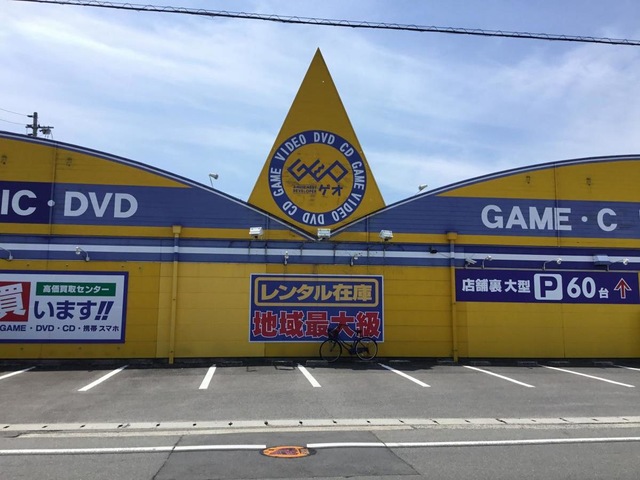 GAME VIDEO DVD CD GAME VIDEO DVD CD
GEO
ゲオ
IC・DVD
GAME・C
高価買取センター
買います!!
GAME・DVD・CD・携帯スマホ
レンタル在庫
地域最大級
店舗裏大型 P 60台↑